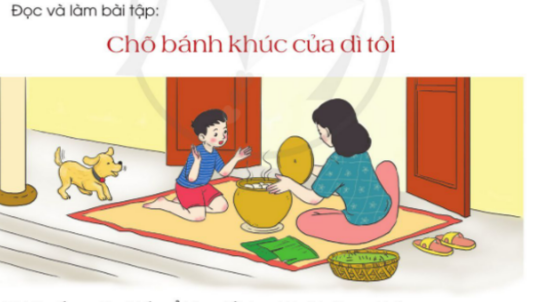 Đọc và làm bài tập:
Chõ bánh khúc của dì tôi